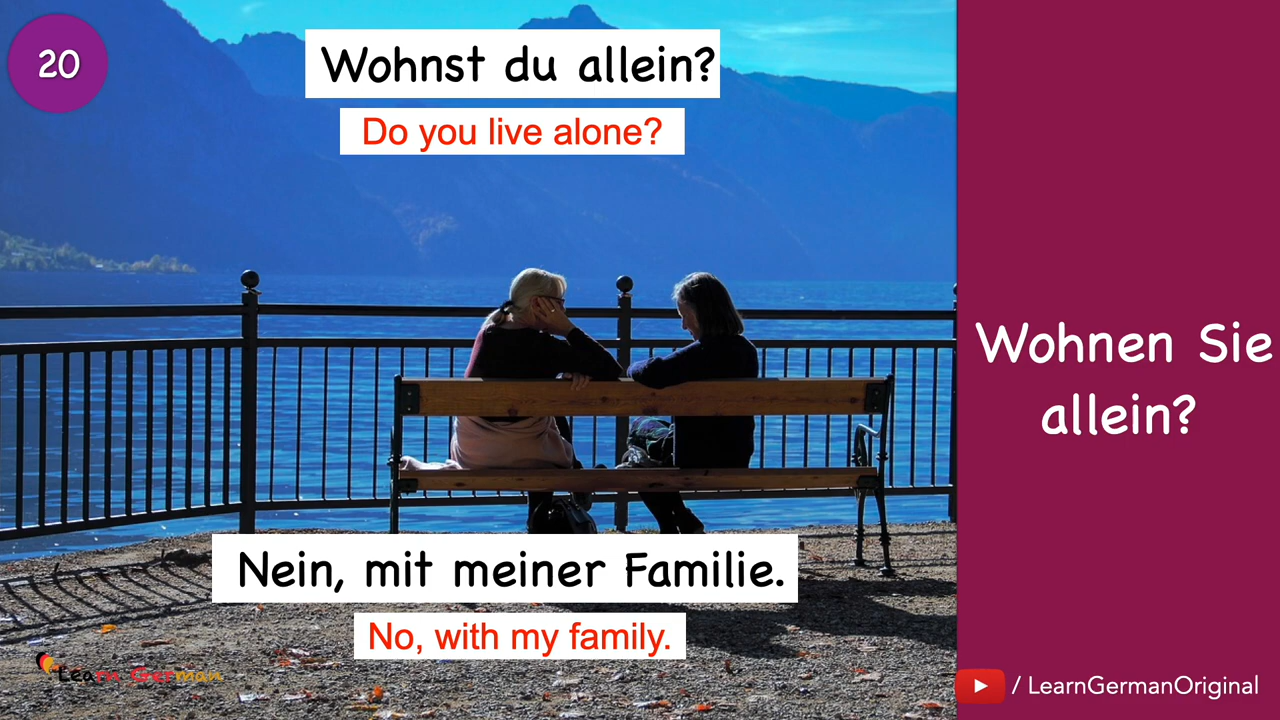 20
Wohnst du allein?
Do you live alone?
Nein, mit meiner Familie.
No, with my family.
Learn German
Wohnen Sie
allein?
/ LearnGermanOriginal